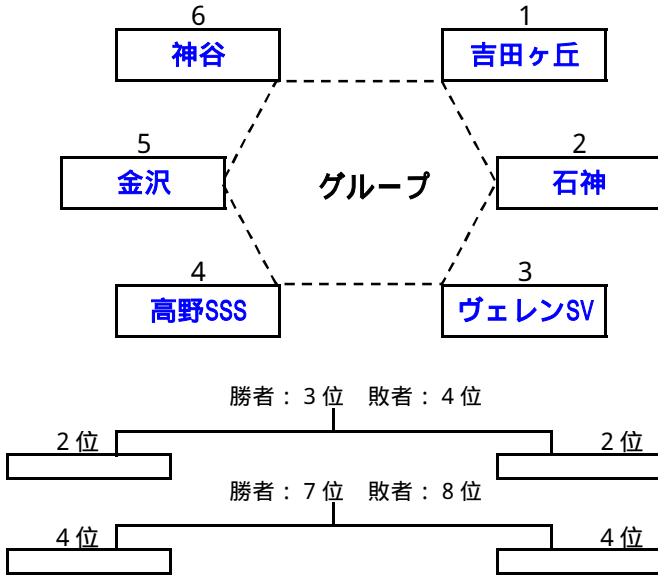 6 1
神谷 吉田ヶ丘
5 2
金沢 グループ 石神
4 3
高野SSS ヴェレンSV
勝者：3位 敗者：4位
2位 2位
勝者：7位 敗者：8位
4位 4位